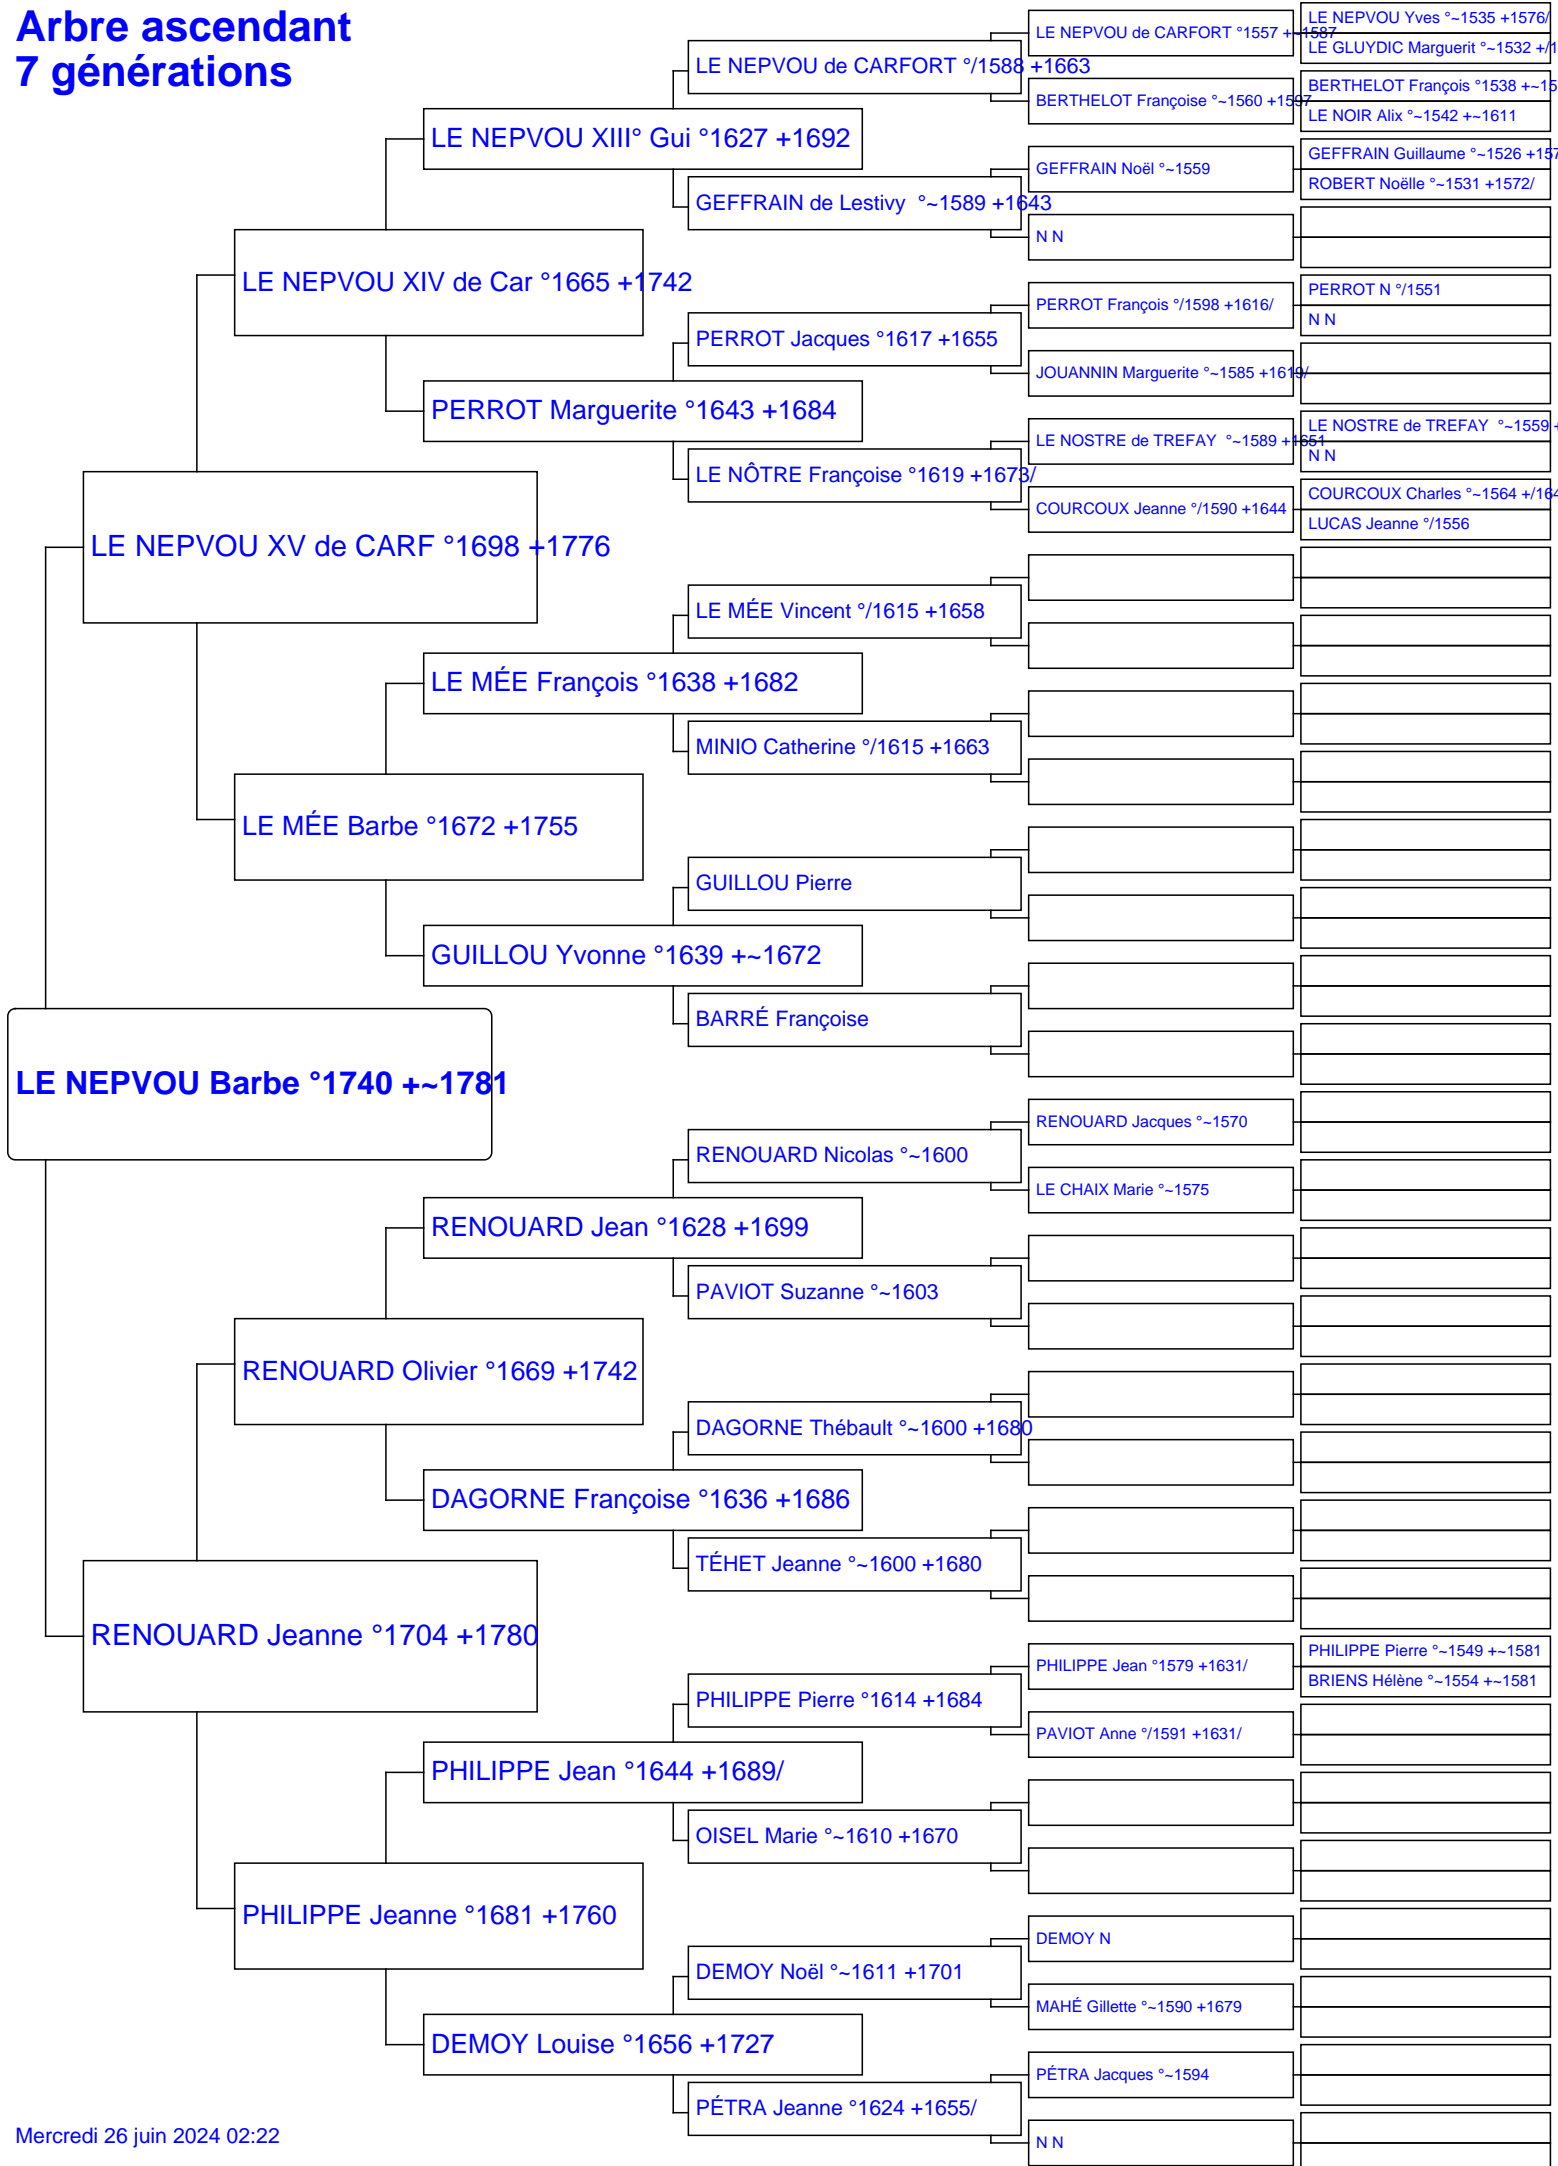 Arbre ascendant
7 générations
LE NEPVOU Barbe °1740 +~1781
LE NEPVOU XV de CARF °1698 +1776
RENOUARD Jeanne °1704 +1780
LE NEPVOU XIV de Car °1665 +1742
LE MÉE Barbe °1672 +1755
RENOUARD Olivier °1669 +1742
PHILIPPE Jeanne °1681 +1760
LE NEPVOU XIII° Gui °1627 +1692
PERROT Marguerite °1643 +1684
LE MÉE François °1638 +1682
GUILLOU Yvonne °1639 +~1672
RENOUARD Jean °1628 +1699
DAGORNE Françoise °1636 +1686
PHILIPPE Jean °1644 +1689/
DEMOY Louise °1656 +1727
LE NEPVOU de CARFORT °/1588 +1663
GEFFRAIN de Lestivy °~1589 +1643
PERROT Jacques °1617 +1655
LE NÔTRE Françoise °1619 +1673/
LE MÉE Vincent °/1615 +1658
MINIO Catherine °/1615 +1663
GUILLOU Pierre
BARRÉ Françoise
RENOUARD Nicolas °~1600
PAVIOT Suzanne °~1603
DAGORNE Thébault °~1600 +1680
TÉHET Jeanne °~1600 +1680
PHILIPPE Pierre °1614 +1684
OISEL Marie °~1610 +1670
DEMOY Noël °~1611 +1701
PÉTRA Jeanne °1624 +1655/
LE NEPVOU de CARFORT °1557 +~1587
BERTHELOT Françoise °~1560 +1597
GEFFRAIN Noël °~1559
N N
PERROT François °/1598 +1616/
JOUANNIN Marguerite °~1585 +1619/
LE NOSTRE de TREFAY °~1589 +1651
COURCOUX Jeanne °/1590 +1644
RENOUARD Jacques °~1570
LE CHAIX Marie °~1575
PHILIPPE Jean °1579 +1631/
PAVIOT Anne °/1591 +1631/
DEMOY N
MAHÉ Gillette °~1590 +1679
PÉTRA Jacques °~1594
N N
LE NEPVOU Yves °~1535 +1576/
LE GLUYDIC Marguerit °~1532 +/1
BERTHELOT François °1538 +~15
LE NOIR Alix °~1542 +~1611
GEFFRAIN Guillaume °~1526 +157
ROBERT Noëlle °~1531 +1572/
PERROT N °/1551
N N
LE NOSTRE de TREFAY °~1559 +
N N
COURCOUX Charles °~1564 +/164
LUCAS Jeanne °/1556
PHILIPPE Pierre °~1549 +~1581
BRIENS Hélène °~1554 +~1581
Mercredi 26 juin 2024 02:22